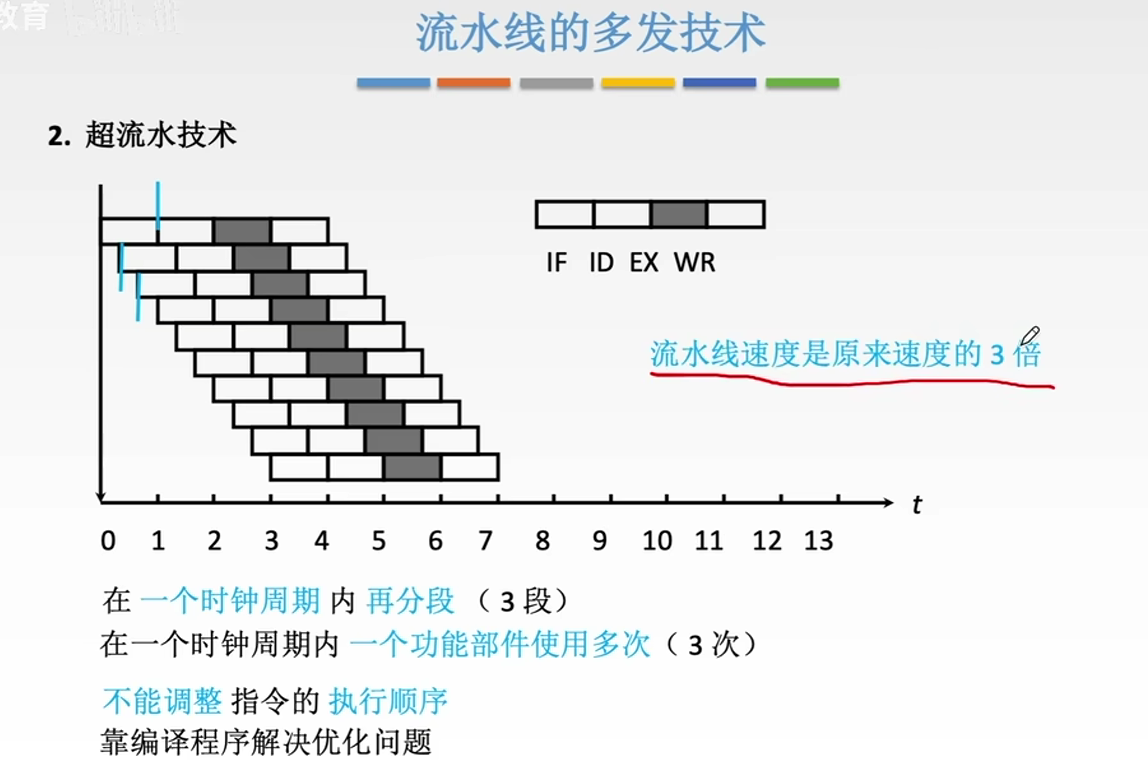 教育
流水线的多发技术
2. 超流水技术
IF ID EX WR
流水线速度是原来速度的 3 倍
t
0 1 2 3 4 5 6 7 8 9 10 11 12 13
在 一个时钟周期 内 再分段 （ 3 段）
在一个时钟周期内 一个功能部件使用多次（ 3 次）
不能调整 指令的 执行顺序
靠编译程序解决优化问题